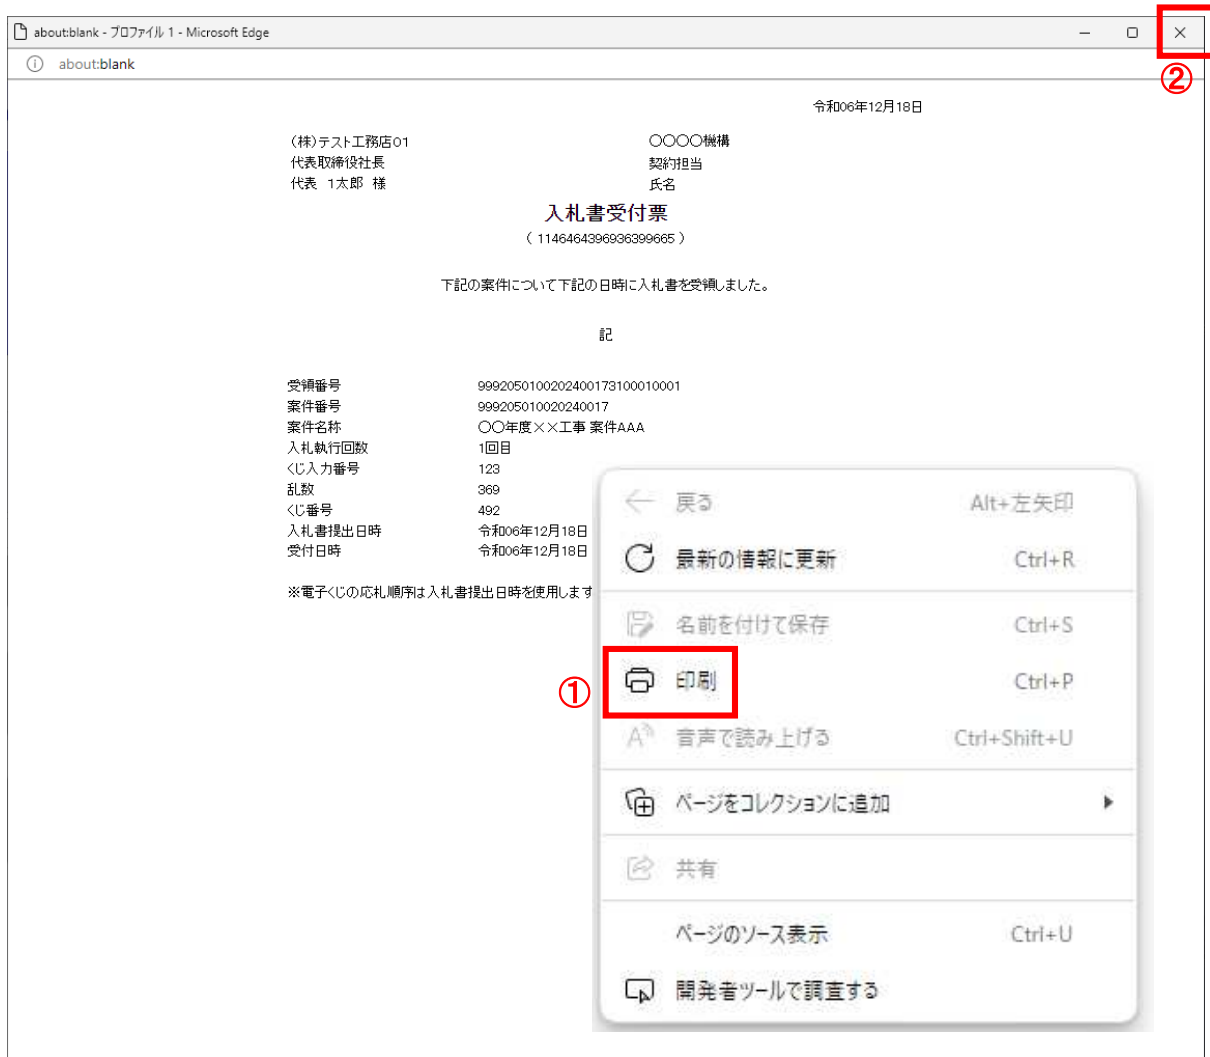 about:blank - プロファイル 1 - Microsoft Edge
about:blank
②
令和06年12月18日
(株)テスト工務店01
〇〇〇〇機構
代表取締役社長
契約担当
代表 1太郎 様
氏名
入札書受付票
( 1146464396936399665 )
下記の案件について下記の日時に入札書を受領しました。
記
受領番号 9992050100202400173100010001
案件番号 999205010020240017
案件名称 〇〇年度××工事 案件AAA
入札執行回数 1回目
くじ入力番号 123
乱数 369
くじ番号 492
入札書提出日時 令和06年12月18日
受付日時 令和06年12月18日
※電子くじの応札順序は入札書提出日時を使用します
戻る Alt+左矢印
最新の情報に更新 Ctrl+R
名前を付けて保存 Ctrl+S
①
印刷 Ctrl+P
音声で読み上げる Ctrl+Shift+U
ページをコレクションに追加
共有
ページのソース表示 Ctrl+U
開発者ツールで調査する